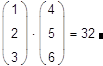 (1 2 3) · (4 5 6) = 32